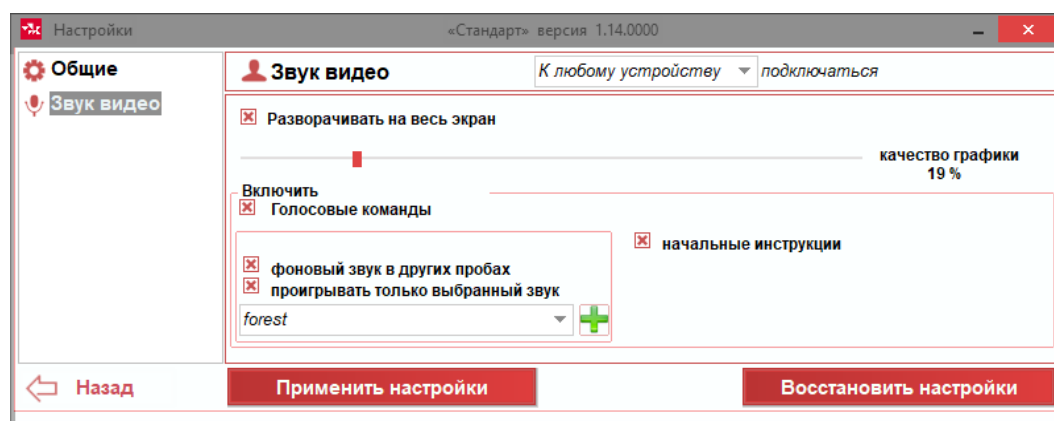 Настройки
«Стандарт» версия 1.14.0000
Общие
Звук видео
Звук видео
К любому устройству подключаться
Разворачивать на весь экран
качество графики
19 %
Включить
Голосовые команды
начальные инструкции
фоновый звук в других пробах
проигрывать только выбранный звук
forest
Назад
Применить настройки
Восстановить настройки